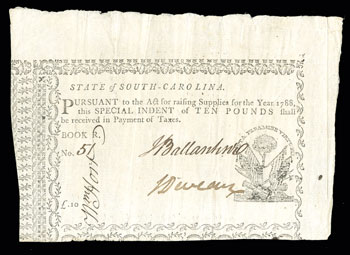 STATE of SOUTH-CAROLINA.
PURSUANT to the Act for raising Supplies for the Year 1788,
this SPECIAL INDENT of TEN POUNDS shall
be received in Payment of Taxes.
BOOK R.
No. 51
£.10